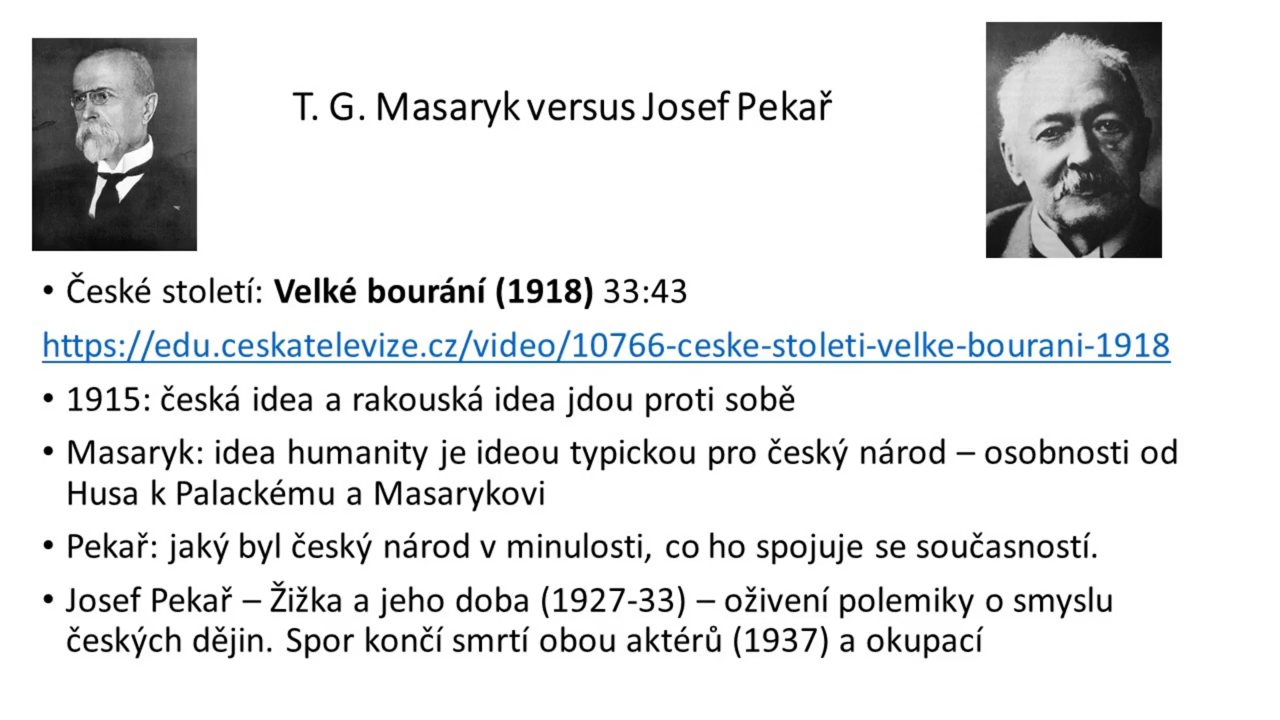 T. G. Masaryk versus Josef Pekař
• České století: Velké bourání (1918) 33:43
https://edu.ceskatelevize.cz/video/10766-ceske-stoleti-velke-bourani-1918
• 1915: česká idea a rakouská idea jdou proti sobě
• Masaryk: idea humanity je ideou typickou pro český národ – osobnosti od
Husa k Palackému a Masarykovi
• Pekař: jaký byl český národ v minulosti, co ho spojuje se současností.
• Josef Pekař – Žižka a jeho doba (1927-33) – oživení polemiky o smyslu
českých dějin. Spor končí smrtí obou aktérů (1937) a okupací